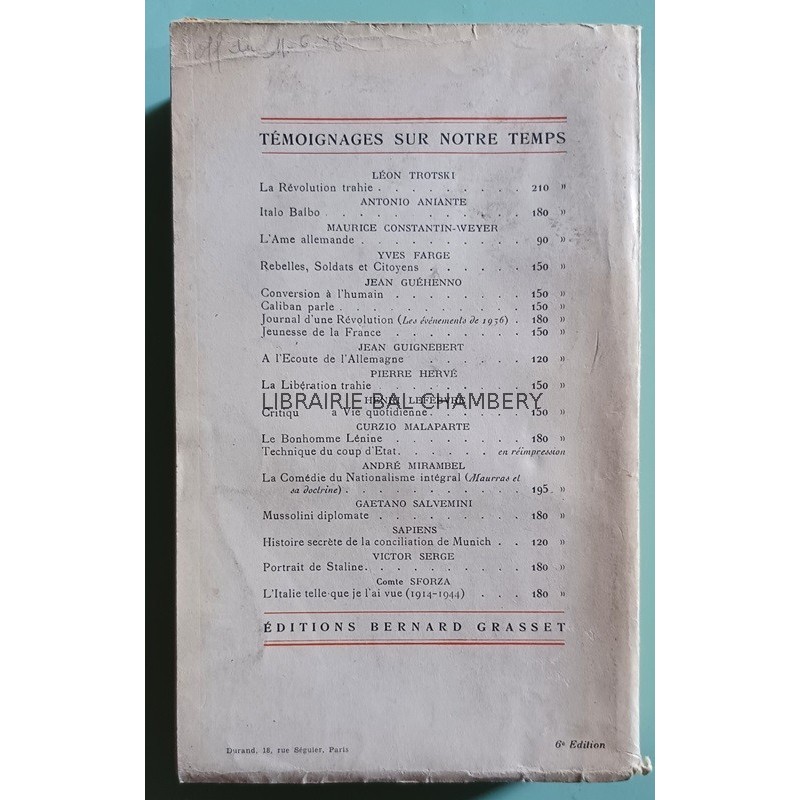 TÉMOIGNAGES SUR NOTRE TEMPS
LÉON TROTSKI
La Révolution trahie . . . . . . . . . 210 »
ANTONIO ANIANTE
Italo Balbo . . . . . . . . . . 180 »
MAURICE CONSTANTIN-WEYER
L'Ame allemande . . . . . . . . . 90 »
YVES FARGE
Rebelles, Soldats et Citoyens . . . . . . 150 »
JEAN GUÉHENNO
Conversion à l'humain . . . . . . . . 150 »
Caliban parle . . . . . . . . . . 150 »
Journal d'une Révolution (Les événements de 1936) . 180 »
Jeunesse de la France . . . . . . . . 150 »
JEAN GUIGNEBERT
A l'Ecoute de l'Allemagne . . . . . . . 120 »
PIERRE HERVÉ
La Libération trahie . . . . . . . . . 150 »
HENRI LEFEBVRE
LIBRAIRIE BAL CHAMBERY
Critiqu a Vie quotidienne . . . . . . . 150 »
CURZIO MALAPARTE
Le Bonhomme Lénine . . . . . . . . 180 »
Technique du coup d'Etat . . . . . . en réimpression
ANDRÉ MIRAMBEL
La Comédie du Nationalisme intégral (Maurras et
sa doctrine) . . . . . . . . . . 195 »
GAETANO SALVEMINI
Mussolini diplomate . . . . . . . . 180 »
SAPIENS
Histoire secrète de la conciliation de Munich . . 120 »
VICTOR SERGE
Portrait de Staline . . . . . . . . . 180 »
Comte SFORZA
L'Italie telle que je l'ai vue (1914-1944) . . . 180 »
ÉDITIONS BERNARD GRASSET
Durand, 18, rue Séguier, Paris
6e Edition